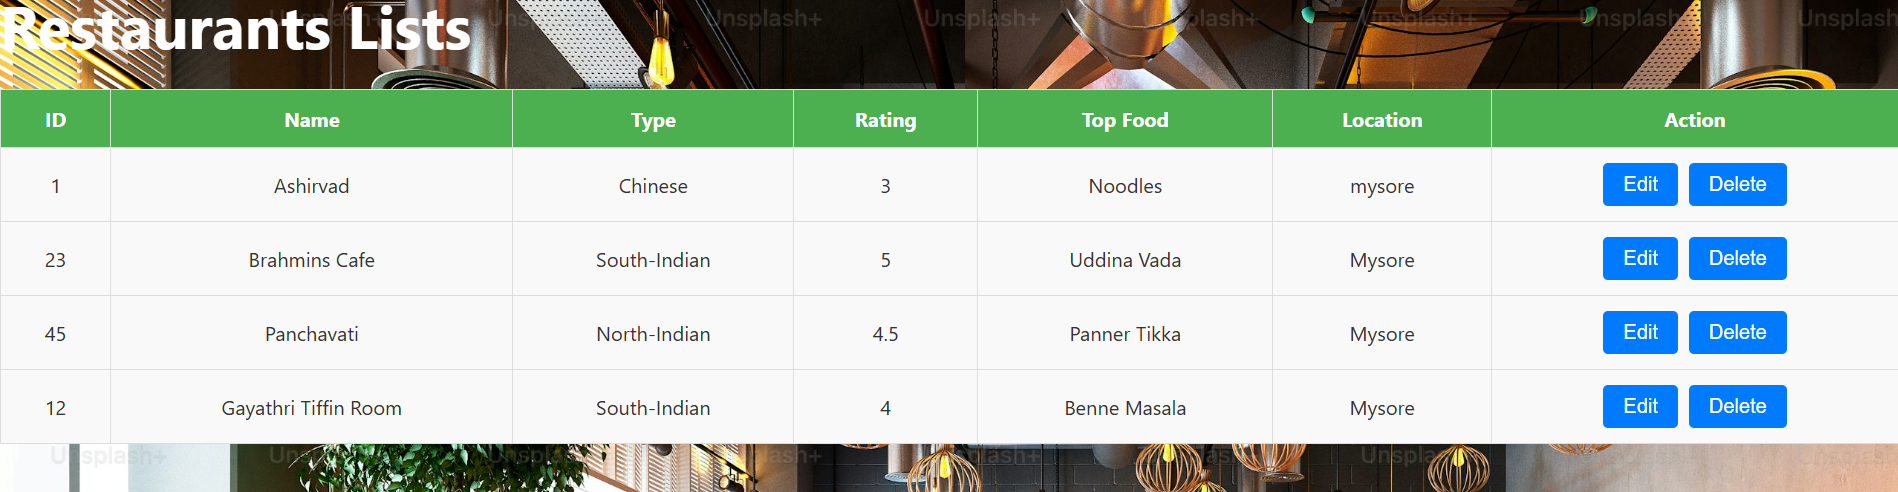 Unsplash+ Unsplash+ Unsplash+ Unsplash+ Unsplash+ Unsplash
Restaurants Lists
ID Name Type Rating Top Food Location Action
1 Ashirvad Chinese 3 Noodles mysore Edit Delete
23 Brahmins Cafe South-Indian 5 Uddina Vada Mysore Edit Delete
45 Panchavati North-Indian 4.5 Panner Tikka Mysore Edit Delete
12 Gayathri Tiffin Room South-Indian 4 Benne Masala Mysore Edit Delete
Unsplash+ Unsplash+ Unsplash+ Unsplash+ Unsplash+ Unsplash+ Unsplash+